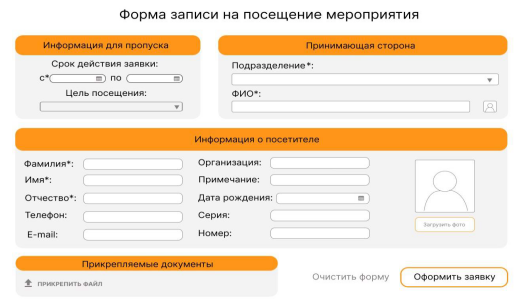 Форма записи на посещение мероприятия
Информация для пропуска
Срок действия заявки:
с* по
Цель посещения:
Принимающая сторона
Подразделение*:
ФИО*:
Информация о посетителе
Фамилия*:
Имя*:
Отчество*:
Телефон:
E-mail:
Организация:
Примечание:
Дата рождения:
Серия:
Номер:
Загрузить фото
Прикрепляемые документы
ПРИКРЕПИТЬ ФАЙЛ
Очистить форму
Оформить заявку